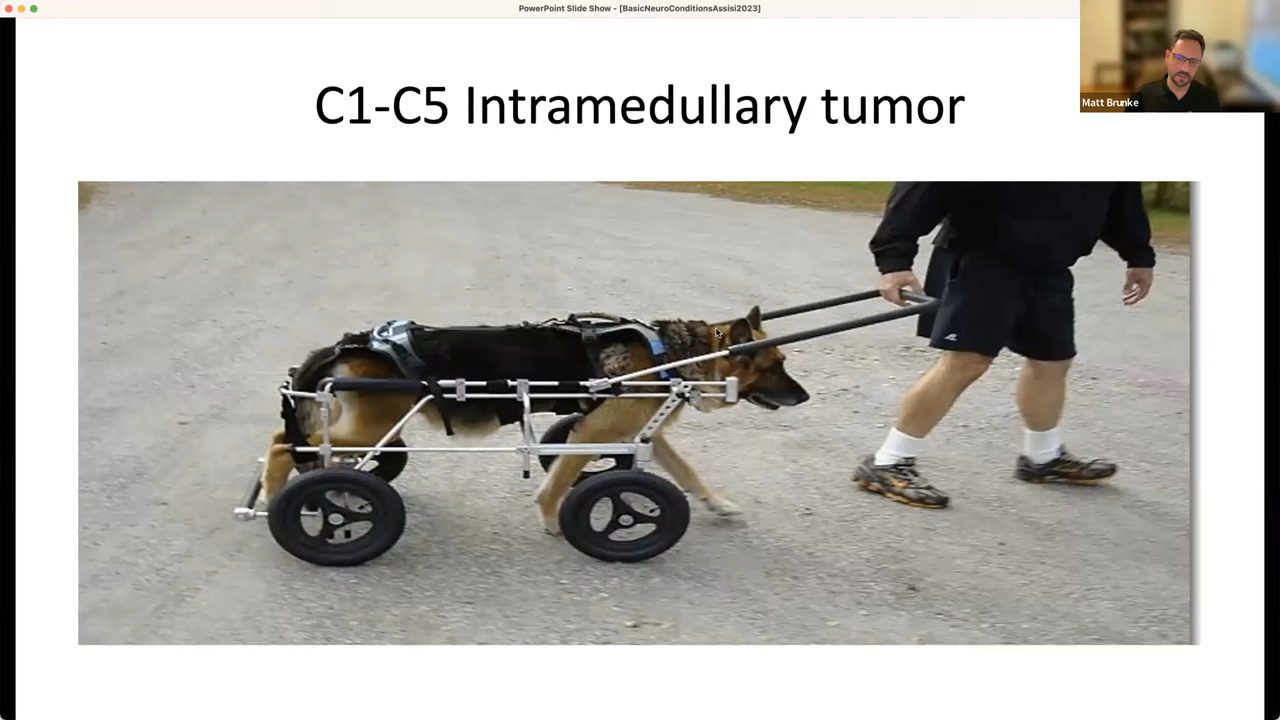 PowerPoint Slide Show - [BasicNeuroConditionsAssisi2023]
C1-C5 Intramedullary tumor
Matt Brunke